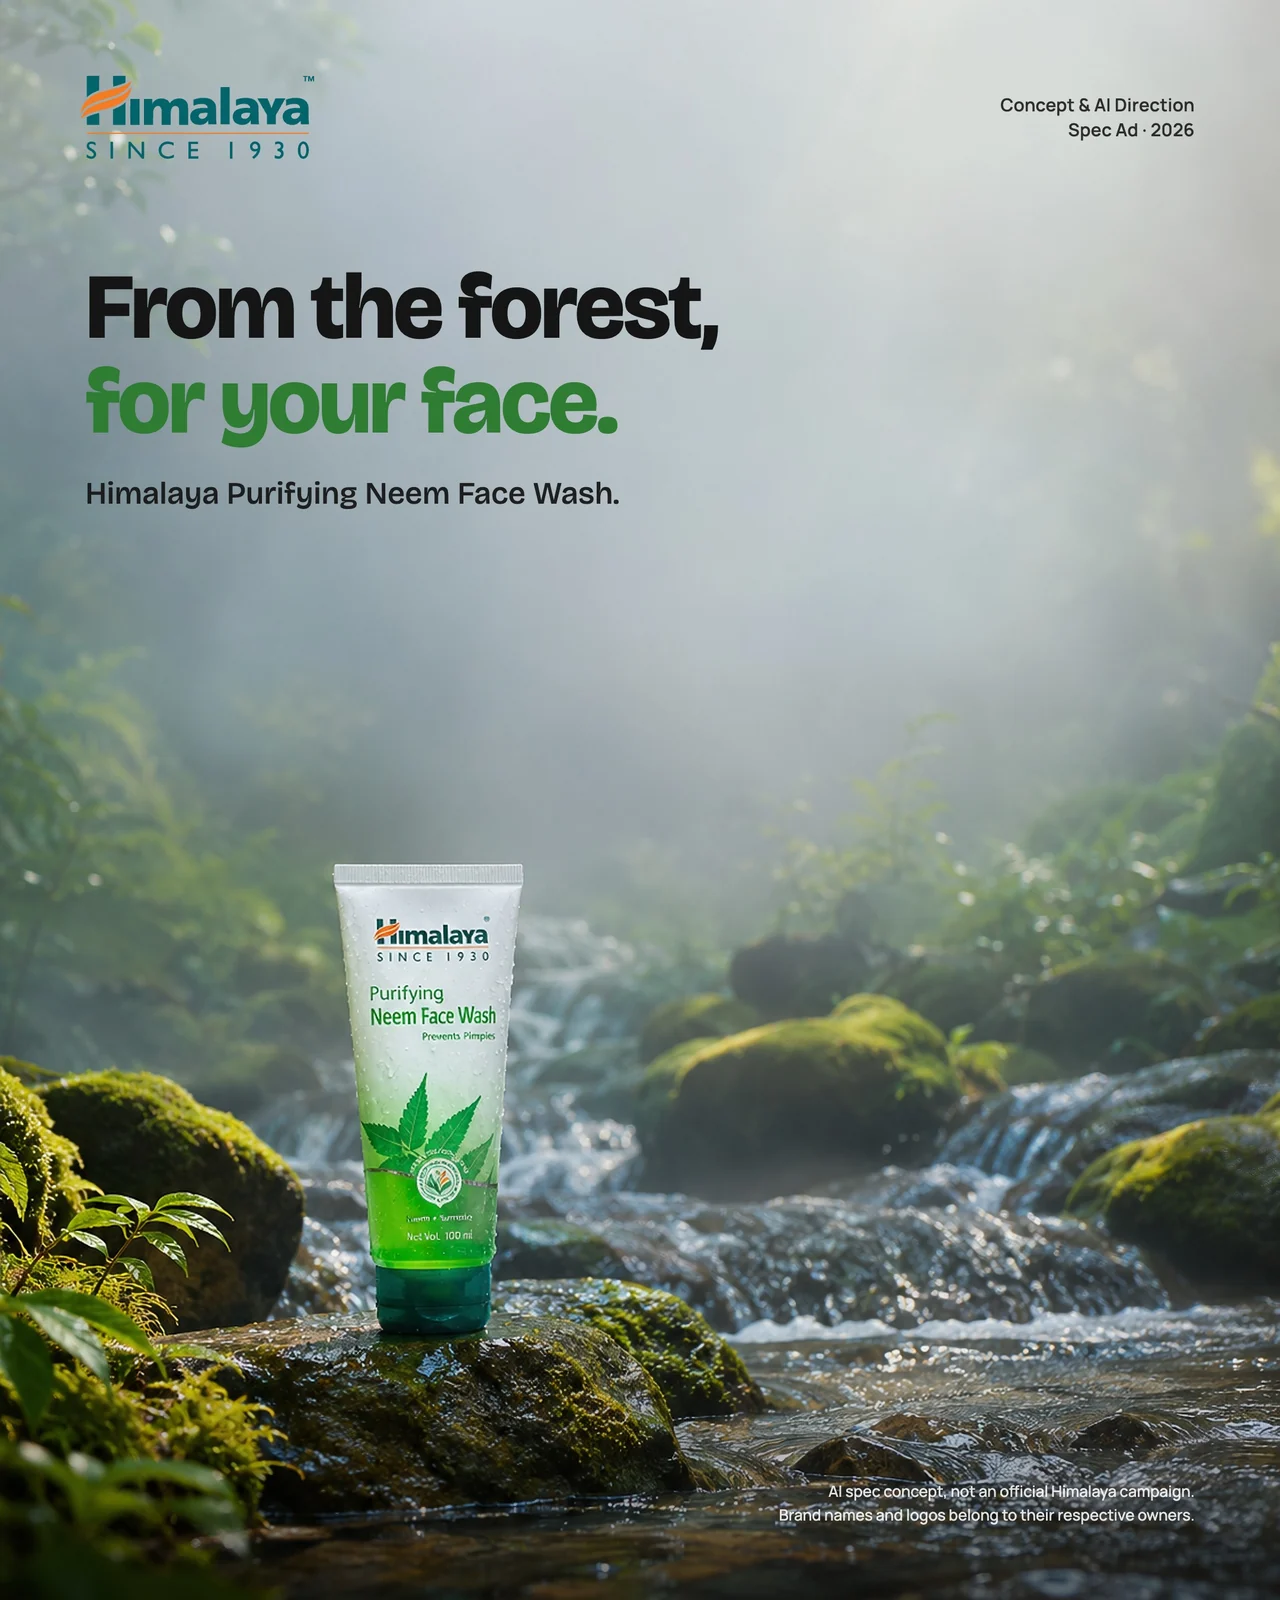 Himalaya™
SINCE 1930
Concept & AI Direction
Spec Ad · 2026
From the forest,
for your face.
Himalaya Purifying Neem Face Wash.
Himalaya
SINCE 1930
Purifying
Neem Face Wash
Prevents Pimples
Net Vol. 100 ml
AI spec concept, not an official Himalaya campaign.
Brand names and logos belong to their respective owners.